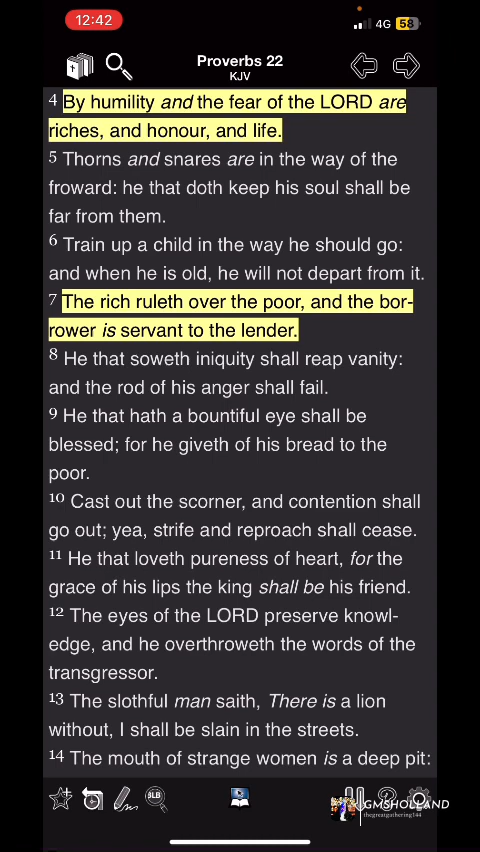 12:42
4G 58
Proverbs 22
KJV
4 By humility and the fear of the LORD are
riches, and honour, and life.
5 Thorns and snares are in the way of the
froward: he that doth keep his soul shall be
far from them.
6 Train up a child in the way he should go:
and when he is old, he will not depart from it.
7 The rich ruleth over the poor, and the bor-
rower is servant to the lender.
8 He that soweth iniquity shall reap vanity:
and the rod of his anger shall fail.
9 He that hath a bountiful eye shall be
blessed; for he giveth of his bread to the
poor.
10 Cast out the scorner, and contention shall
go out; yea, strife and reproach shall cease.
11 He that loveth pureness of heart, for the
grace of his lips the king shall be his friend.
12 The eyes of the LORD preserve knowl-
edge, and he overthroweth the words of the
transgressor.
13 The slothful man saith, There is a lion
without, I shall be slain in the streets.
14 The mouth of strange women is a deep pit:
BLB
GMSHOLLAND
thegreatgathering144